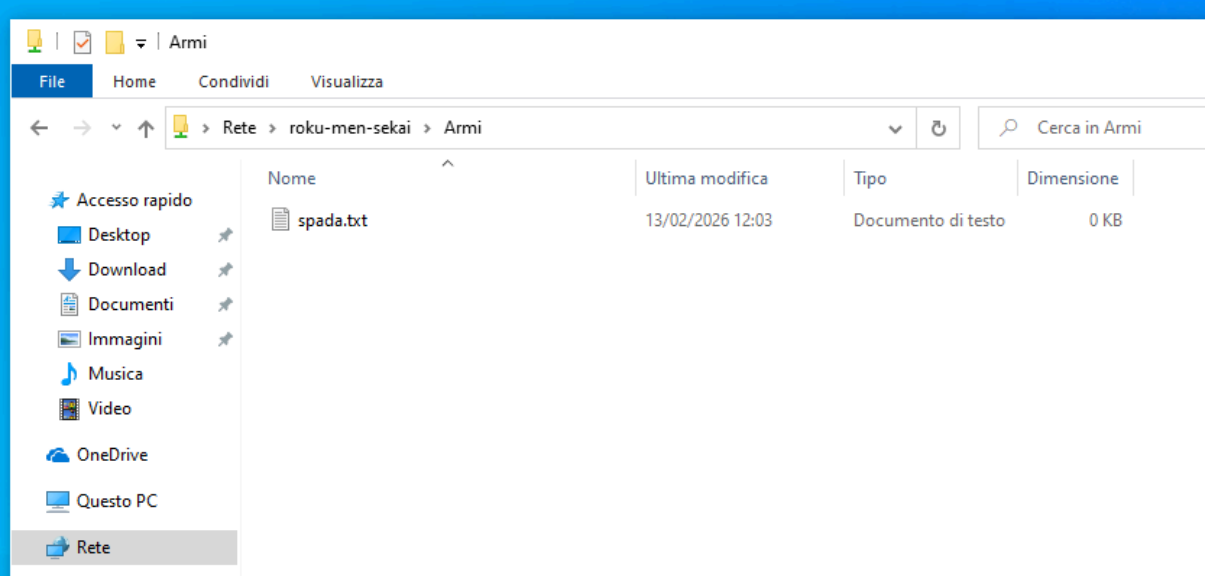 Armi
File Home Condividi Visualizza
Rete > roku-men-sekai > Armi Cerca in Armi
Nome Ultima modifica Tipo Dimensione
spada.txt 13/02/2026 12:03 Documento di testo 0 KB
Accesso rapido
Desktop
Download
Documenti
Immagini
Musica
Video
OneDrive
Questo PC
Rete